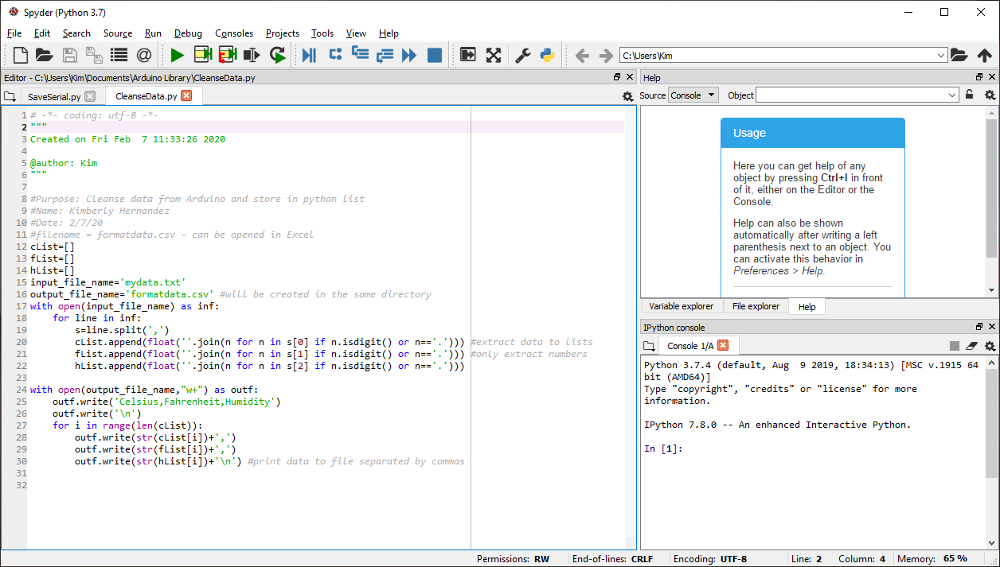 Spyder (Python 3.7)
File Edit Search Source Run Debug Consoles Projects Tools View Help
C:\Users\Kim
Editor - C:\Users\Kim\Documents\Arduino Library\CleanseData.py
SaveSerial.py CleanseData.py
1 # -*- coding: utf-8 -*-
2 """
3 Created on Fri Feb  7 11:33:26 2020
4
5 @author: Kim
6 """
7
8 #Purpose: Cleanse data from Arduino and store in python list
9 #Name: Kimberly Hernandez
10 #Date: 2/7/20
11 #filename = formatdata.csv – can be opened in Excel
12 cList=[]
13 fList=[]
14 hList=[]
15 input_file_name='mydata.txt'
16 output_file_name='formatdata.csv' #will be created in the same directory
17 with open(input_file_name) as inf:
18     for line in inf:
19         s=line.split(',')
20         cList.append(float(''.join(n for n in s[0] if n.isdigit() or n=='.'))) #extract data to lists
21         fList.append(float(''.join(n for n in s[1] if n.isdigit() or n=='.'))) #only extract numbers
22         hList.append(float(''.join(n for n in s[2] if n.isdigit() or n=='.')))
23
24 with open(output_file_name,"w+") as outf:
25     outf.write('Celsius,Fahrenheit,Humidity')
26     outf.write('\n')
27     for i in range(len(cList)):
28         outf.write(str(cList[i])+',')
29         outf.write(str(fList[i])+',')
30         outf.write(str(hList[i])+'\n') #print data to file separated by commas
31
32
Help
Source Console Object
Usage
Here you can get help of any
object by pressing Ctrl+I in front
of it, either on the Editor or the
Console.
Help can also be shown
automatically after writing a left
parenthesis next to an object. You
can activate this behavior in
Preferences > Help.
Variable explorer File explorer Help
IPython console
Console 1/A
Python 3.7.4 (default, Aug  9 2019, 18:34:13) [MSC v.1915 64
bit (AMD64)]
Type "copyright", "credits" or "license" for more
information.
IPython 7.8.0 -- An enhanced Interactive Python.
In [1]:
Permissions: RW End-of-lines: CRLF Encoding: UTF-8 Line: 2 Column: 4 Memory: 65 %